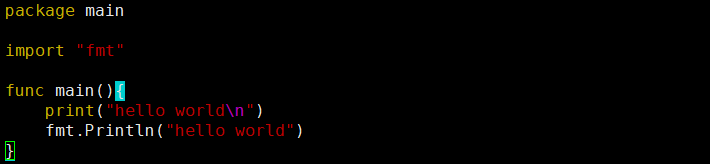 package main
import "fmt"
func main(){
    print("hello world\n")
    fmt.Println("hello world")
}